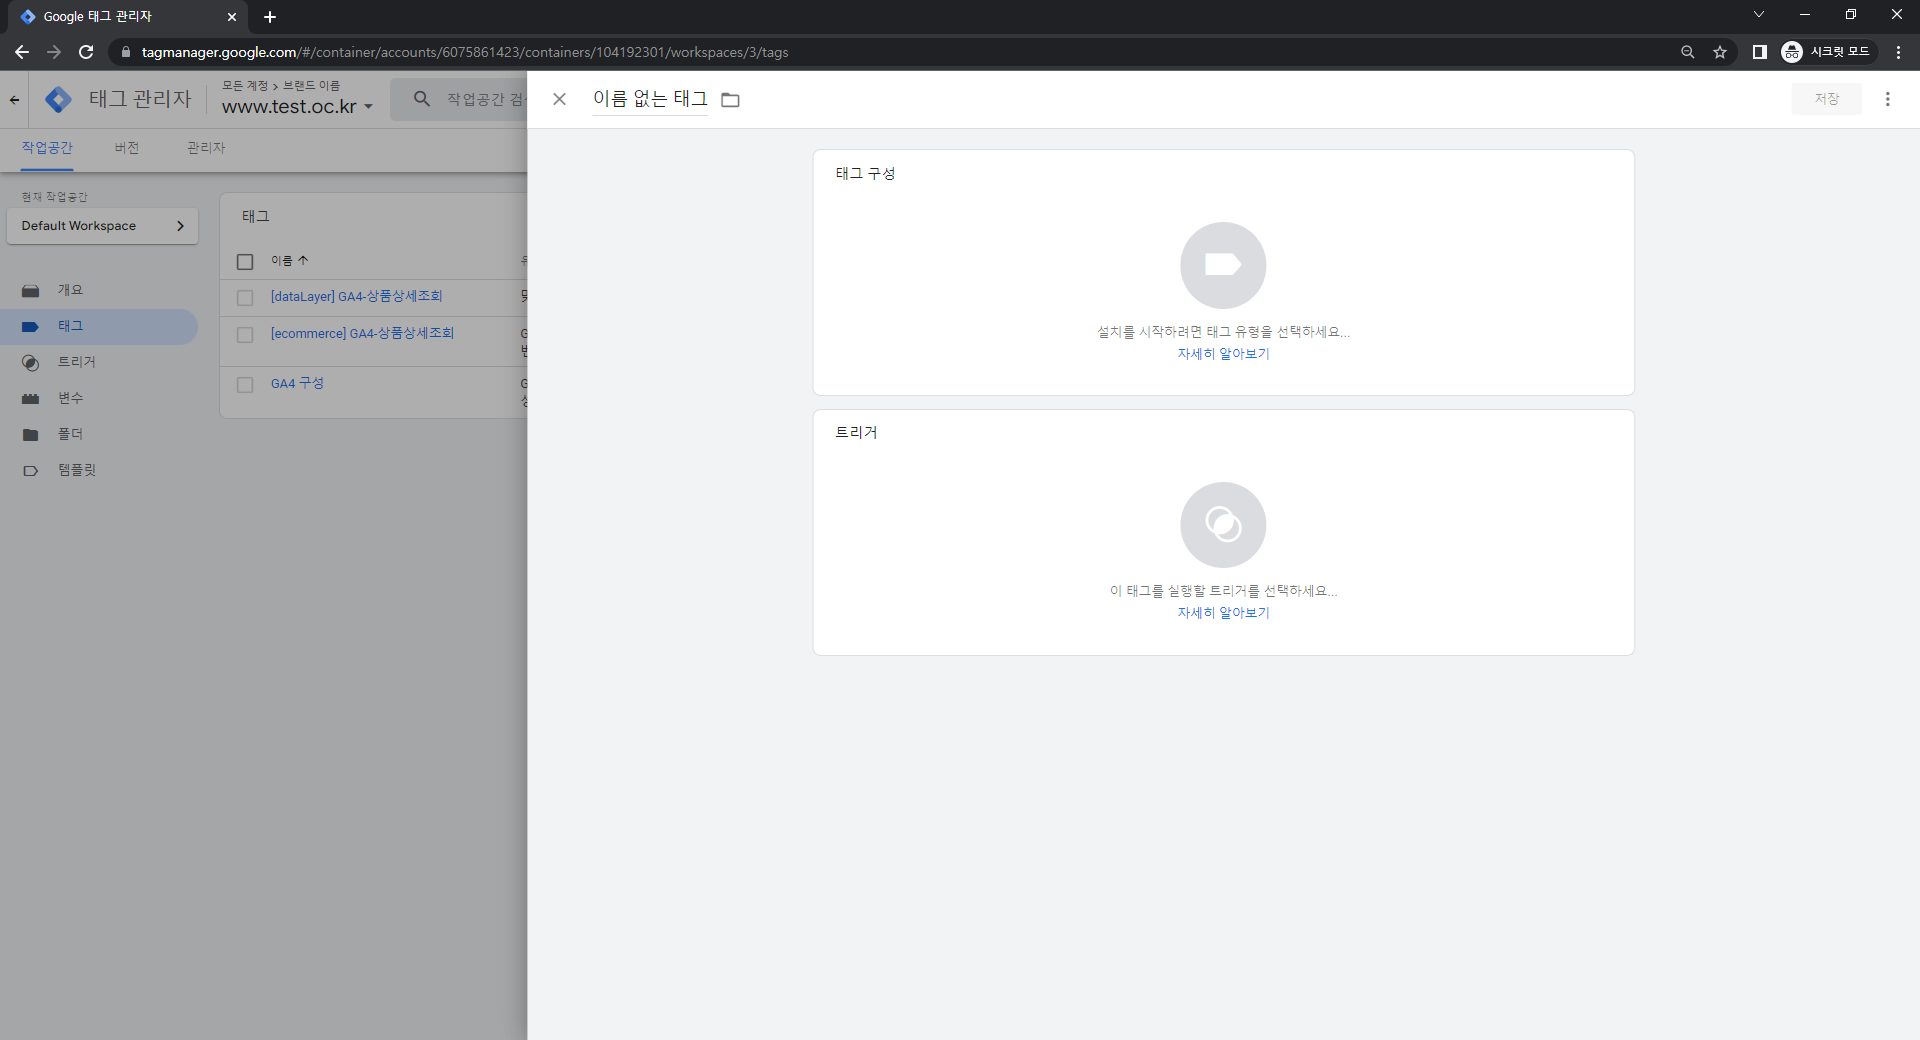 Google 태그 관리자
tagmanager.google.com/#/container/accounts/6075861423/containers/104192301/workspaces/3/tags
시크릿 모드
태그 관리자
모든 계정 > 브랜드 이름
www.test.oc.kr
작업공간 검
이름 없는 태그
저장
작업공간
버전
관리자
현재 작업공간
Default Workspace
개요
태그
트리거
변수
폴더
템플릿
태그
이름
[dataLayer] GA4-상품상세조회
[ecommerce] GA4-상품상세조회
GA4 구성
태그 구성
설치를 시작하려면 태그 유형을 선택하세요...
자세히 알아보기
트리거
이 태그를 실행할 트리거를 선택하세요...
자세히 알아보기